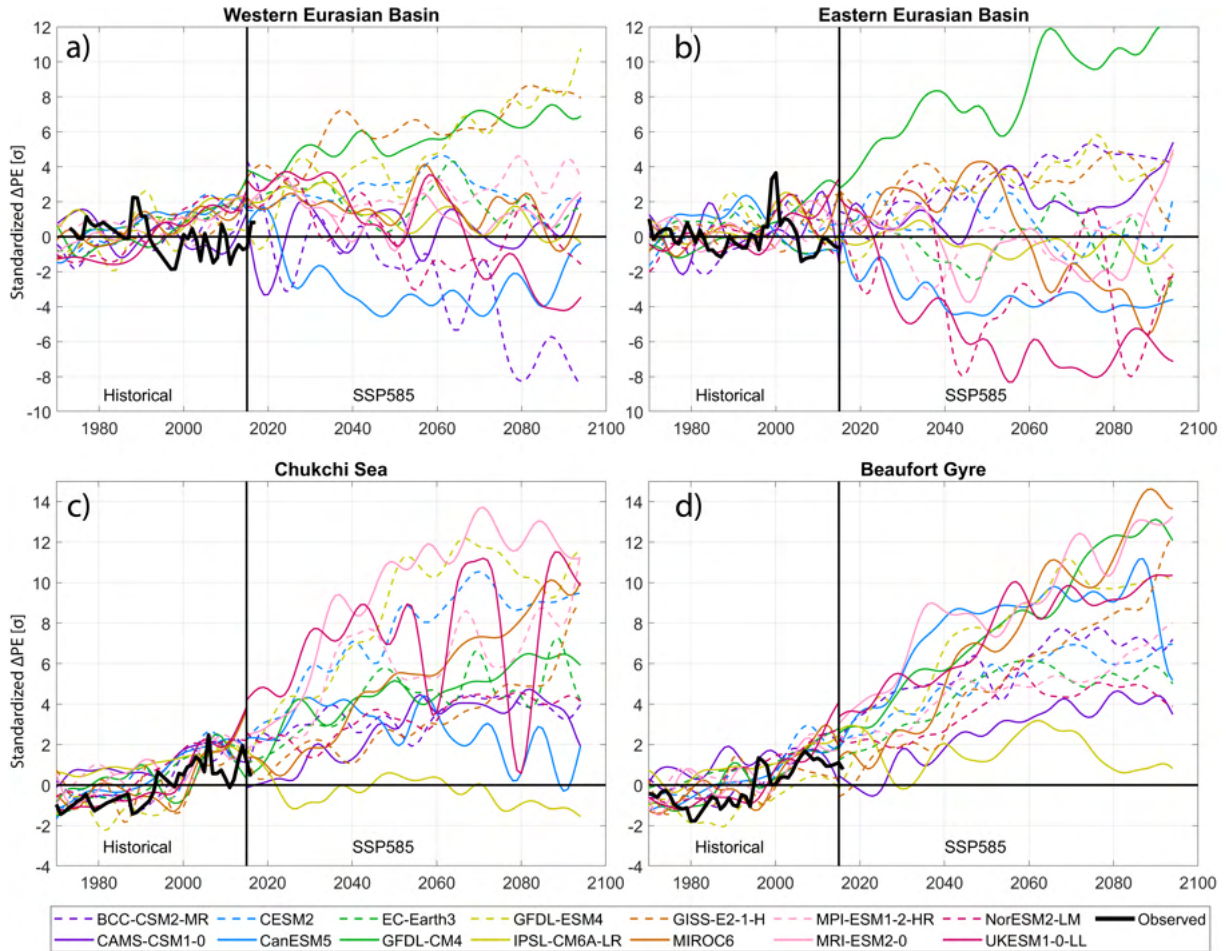 Western Eurasian Basin
Eastern Eurasian Basin
a)
b)
Standardized ΔPE [σ]
12
10
8
6
4
2
0
-2
-4
-6
-8
-10
12
10
8
6
4
2
0
-2
-4
-6
-8
-10
Historical
SSP585
Historical
SSP585
1980 2000 2020 2040 2060 2080 2100
1980 2000 2020 2040 2060 2080 2100
Chukchi Sea
Beaufort Gyre
c)
d)
Standardized ΔPE [σ]
14
12
10
8
6
4
2
0
-2
-4
14
12
10
8
6
4
2
0
-2
-4
Historical
SSP585
Historical
SSP585
1980 2000 2020 2040 2060 2080 2100
1980 2000 2020 2040 2060 2080 2100
BCC-CSM2-MR CESM2 EC-Earth3 GFDL-ESM4 GISS-E2-1-H MPI-ESM1-2-HR NorESM2-LM Observed
CAMS-CSM1-0 CanESM5 GFDL-CM4 IPSL-CM6A-LR MIROC6 MRI-ESM2-0 UKESM1-0-LL